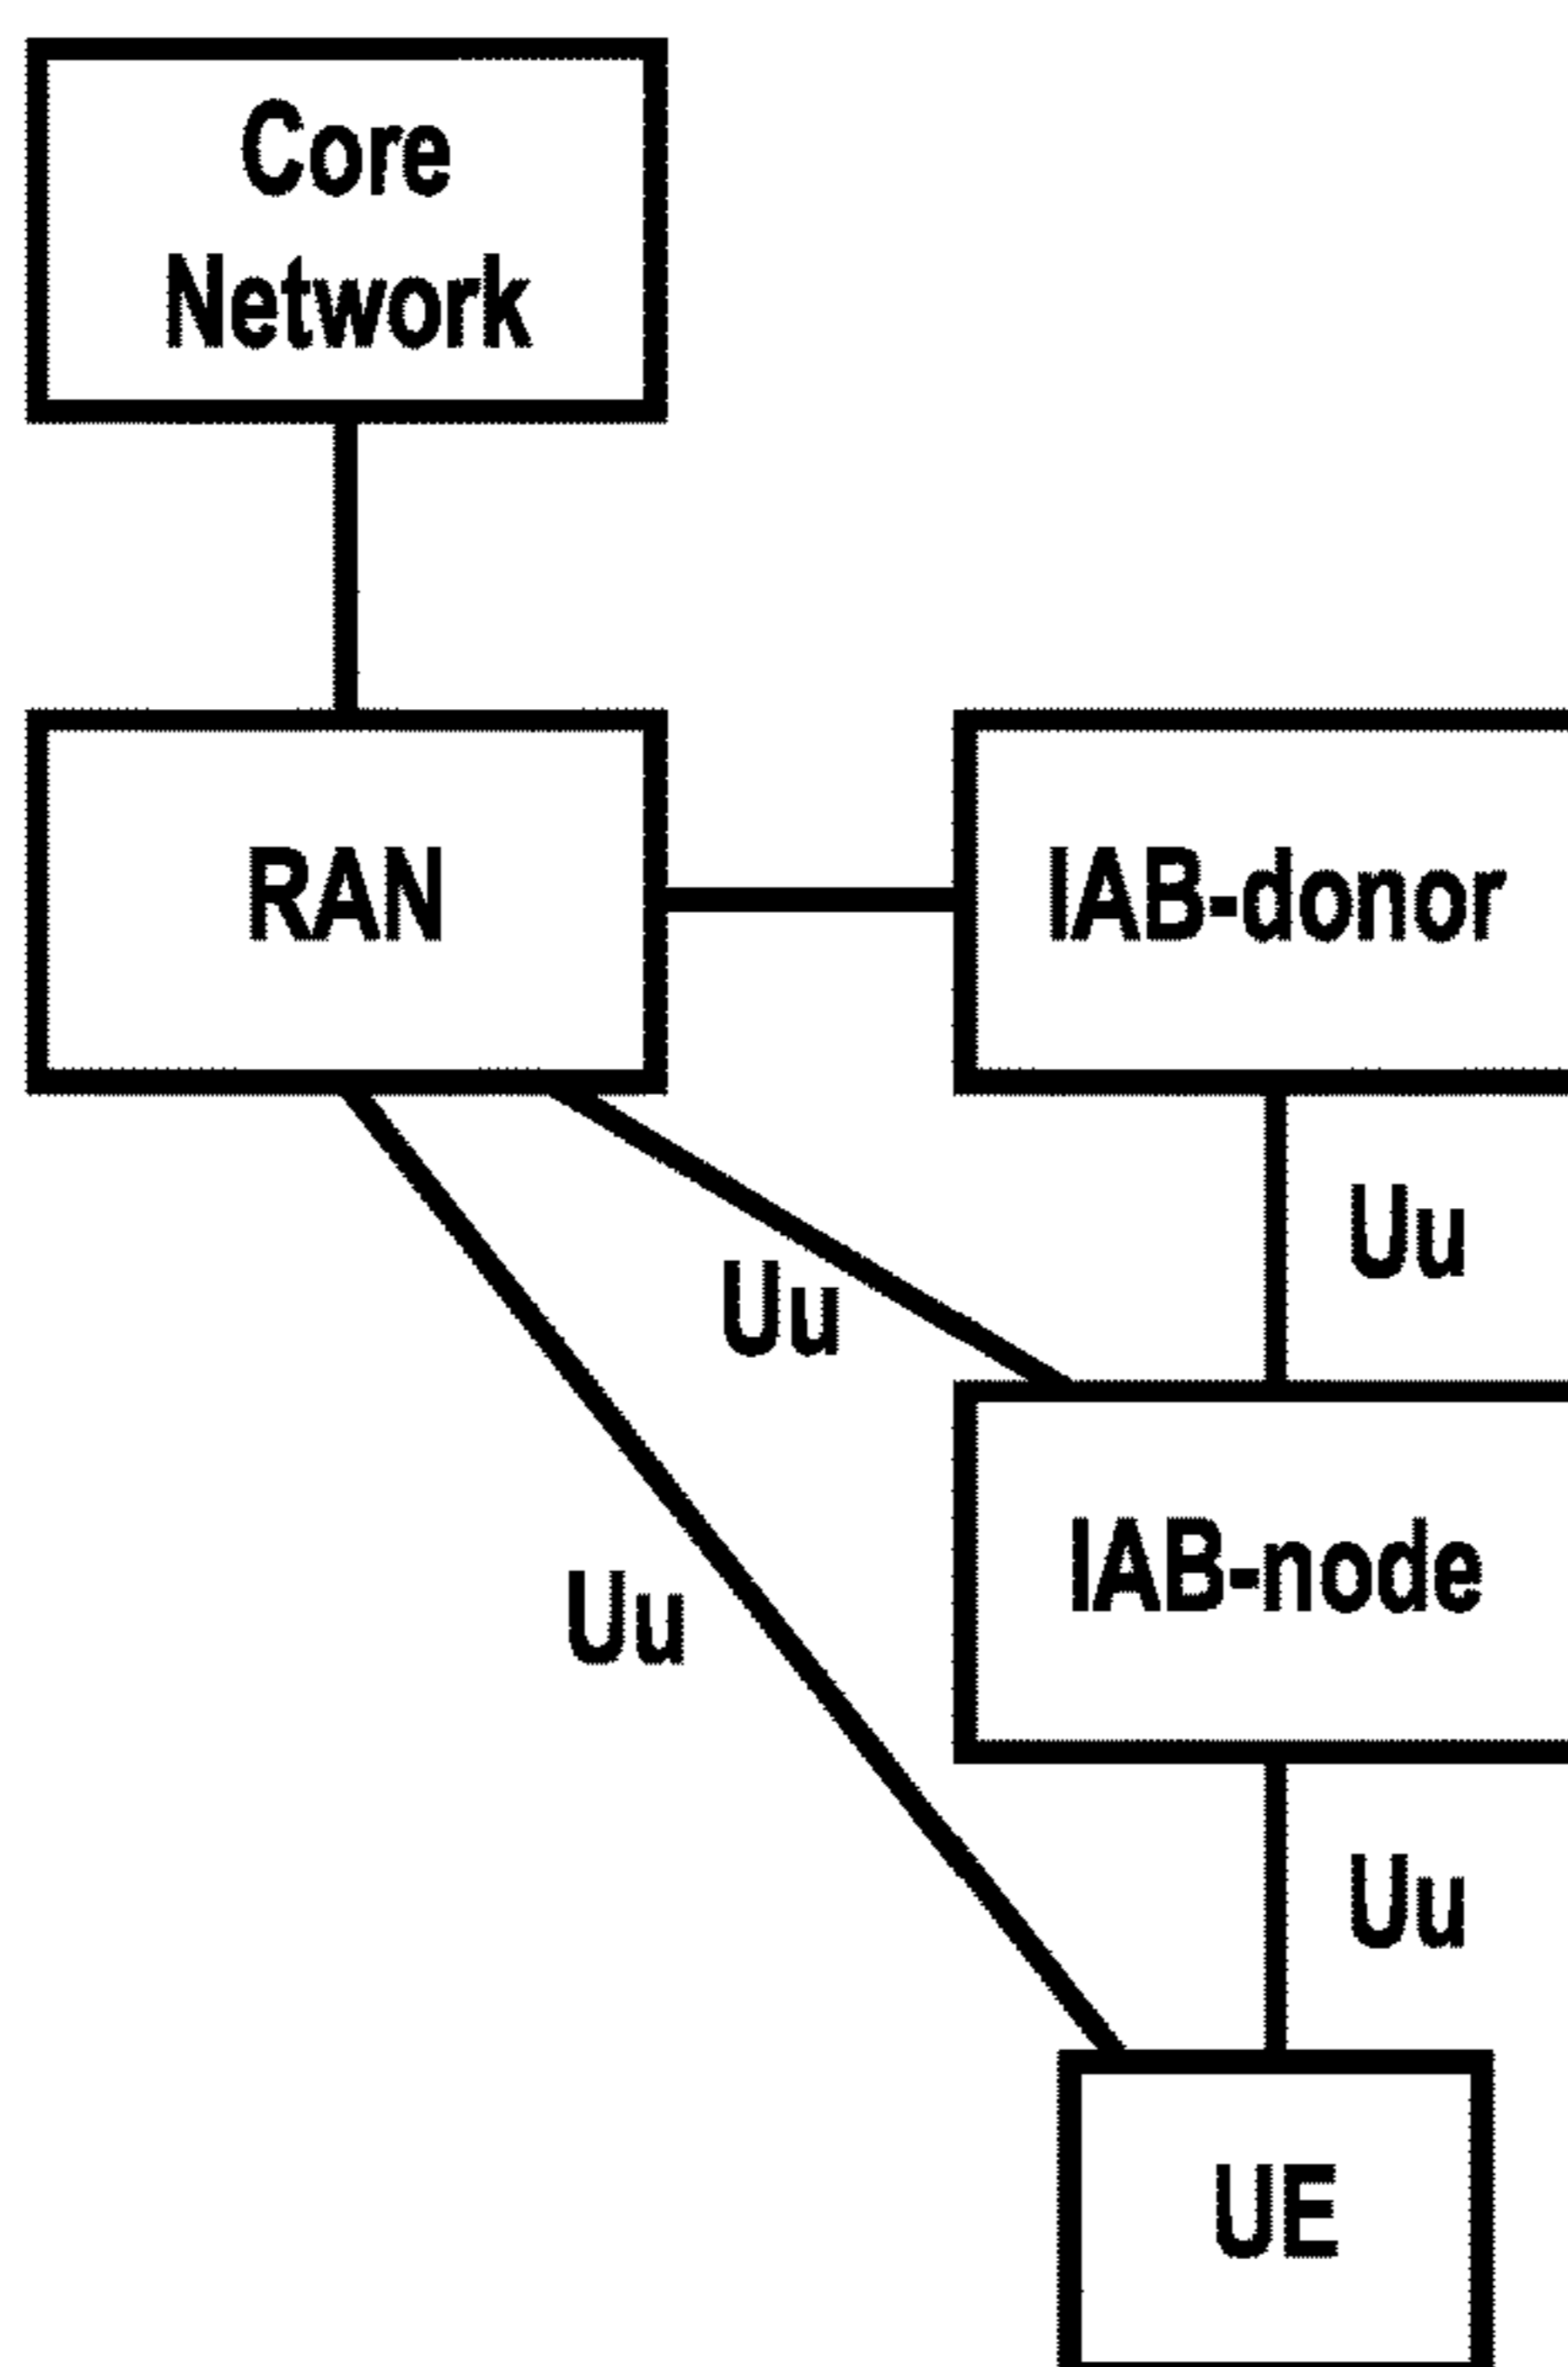 Core
Network
RAN
IAB-donor
Uu
Uu
IAB-node
Uu
Uu
UE